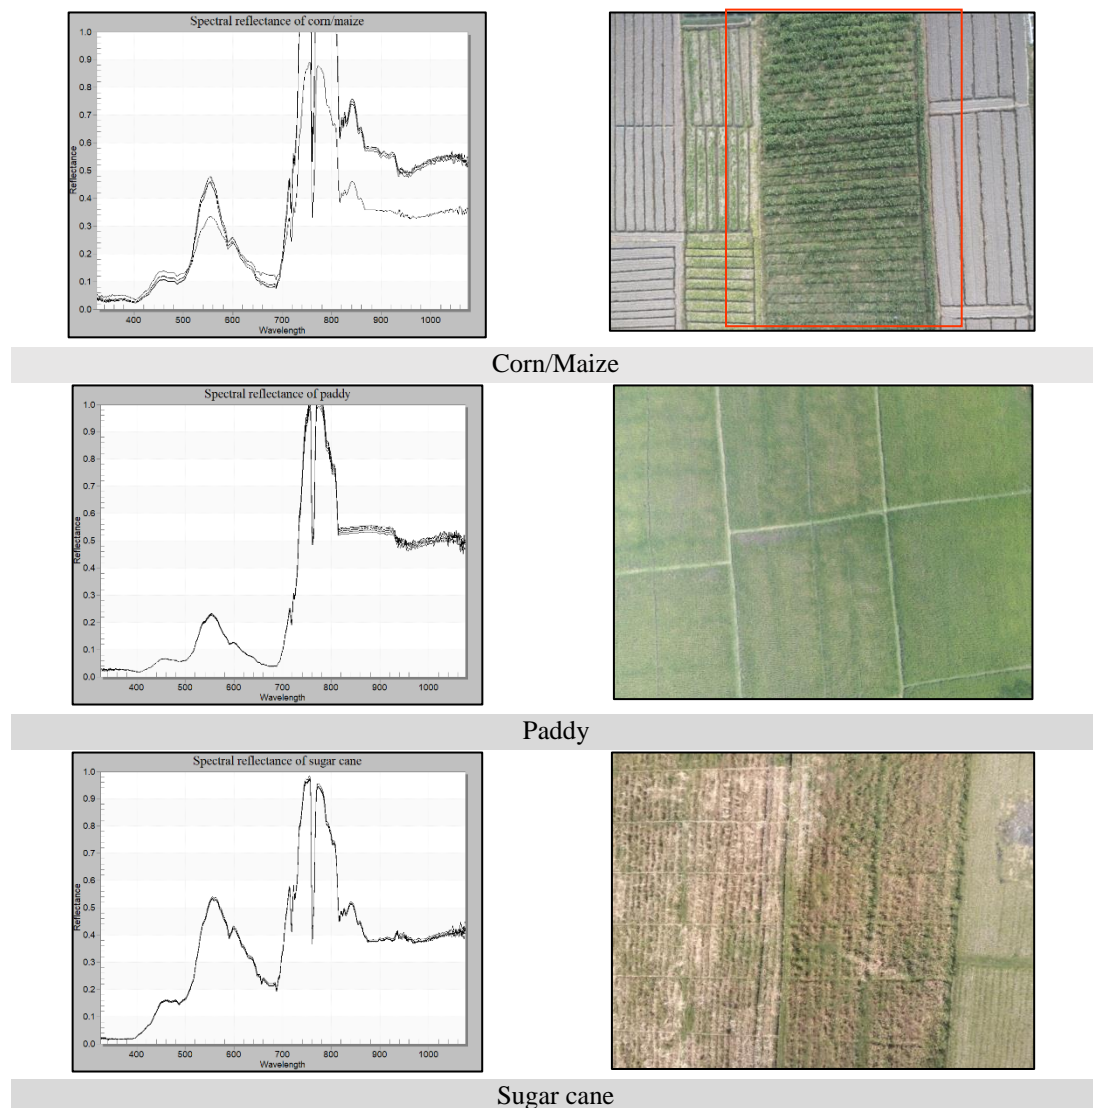 Spectral reflectance of corn/maize
1.0
0.9
0.8
0.7
0.6
0.5
0.4
0.3
0.2
0.1
0.0
Reflectance
400 500 600 700 800 900 1000
Wavelength
Corn/Maize
Spectral reflectance of paddy
1.0
0.9
0.8
0.7
0.6
0.5
0.4
0.3
0.2
0.1
0.0
Reflectance
400 500 600 700 800 900 1000
Wavelength
Paddy
Spectral reflectance of sugar cane
1.0
0.9
0.8
0.7
0.6
0.5
0.4
0.3
0.2
0.1
0.0
Reflectance
400 500 600 700 800 900 1000
Wavelength
Sugar cane